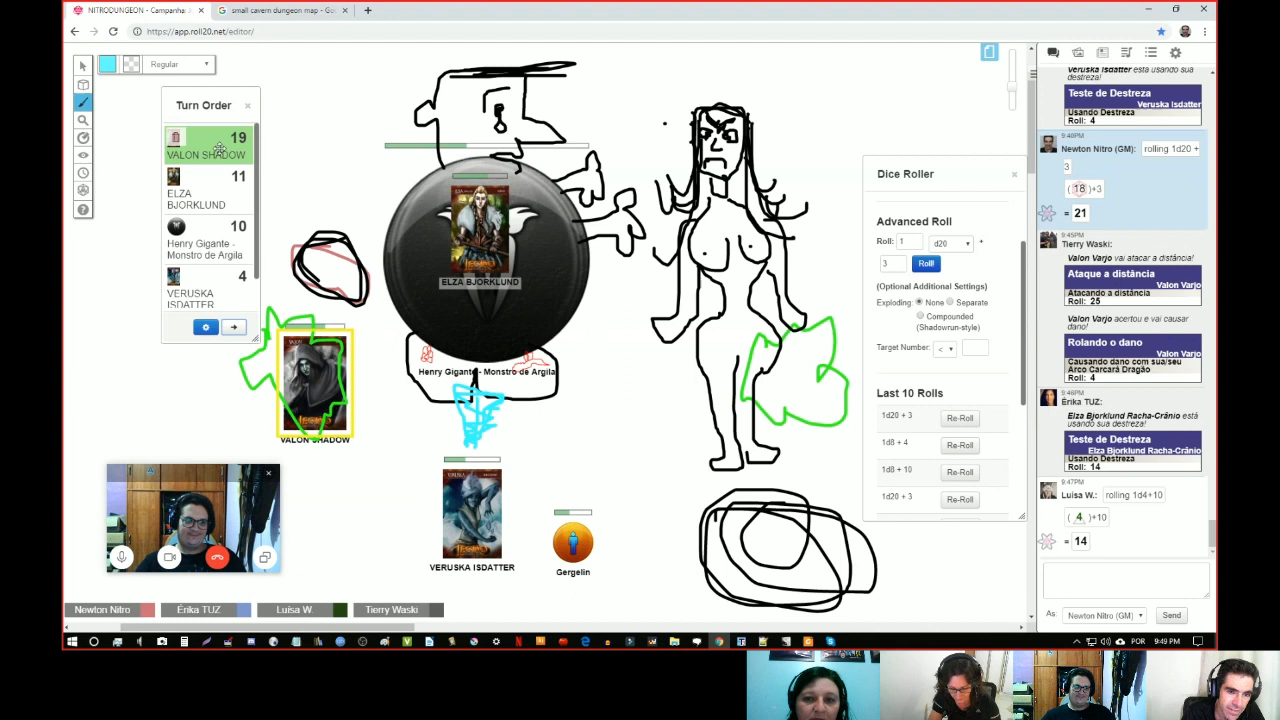 NITRODUNGEON - Campanha:
small cavern dungeon map - Go
https://app.roll20.net/editor/
Regular
Turn Order
19
VALON SHADOW
11
ELZA
BJORKLUND
10
Henry Gigante -
Monstro de Argila
4
VERUSKA
ISDATTER
ELZA BJORKLUND
Henry Gigante - Monstro de Argila
VALON SHADOW
VERUSKA ISDATTER
Gergelin
Dice Roller
Advanced Roll
Roll: 1 d20 +
3 Roll!
(Optional Additional Settings)
Exploding: None Separate
Compounded
(Shadowrun-style)
Target Number: <
Last 10 Rolls
1d20 + 3 Re-Roll
1d8 + 4 Re-Roll
1d8 + 10 Re-Roll
1d20 + 3 Re-Roll
Veruska Isdatter está usando sua
destreza!
Teste de Destreza
Veruska Isdatter
Usando Destreza
Roll: 4
9:40PM
Newton Nitro (GM): rolling 1d20 +
3
(18)+3
= 21
9:45PM
Tierry Waski:
Valon Varjo vai atacar a distância!
Ataque a distância
Valon Varjo
Atacando a distância
Roll: 25
Valon Varjo acertou e vai causar
dano!
Rolando o dano
Valon Varjo
Causando dano com sua/seu
Arco Carcará Dragão
Roll: 4
9:46PM
Érika TUZ:
Elza Bjorklund Racha-Crânio está
usando sua destreza!
Teste de Destreza
Elza Bjorklund Racha-Crânio
Usando Destreza
Roll: 14
9:47PM
Luisa W.: rolling 1d4+10
(4)+10
= 14
As: Newton Nitro (GM) Send
Newton Nitro Érika TUZ Luísa W. Tierry Waski
POR 9:49 PM